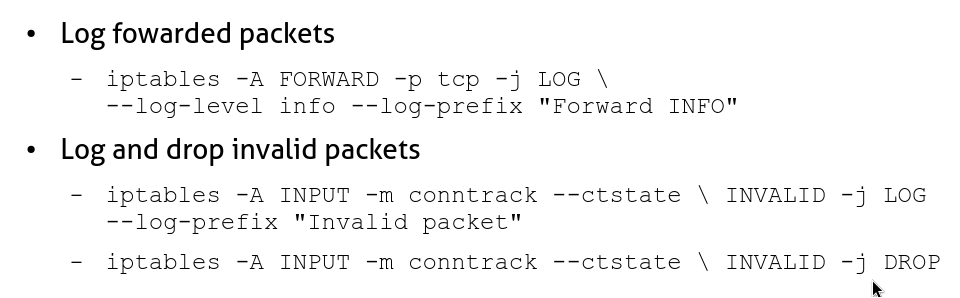 • Log fowarded packets
- iptables -A FORWARD -p tcp -j LOG \
--log-level info --log-prefix "Forward INFO"
• Log and drop invalid packets
- iptables -A INPUT -m conntrack --ctstate \ INVALID -j LOG
--log-prefix "Invalid packet"
- iptables -A INPUT -m conntrack --ctstate \ INVALID -j DROP